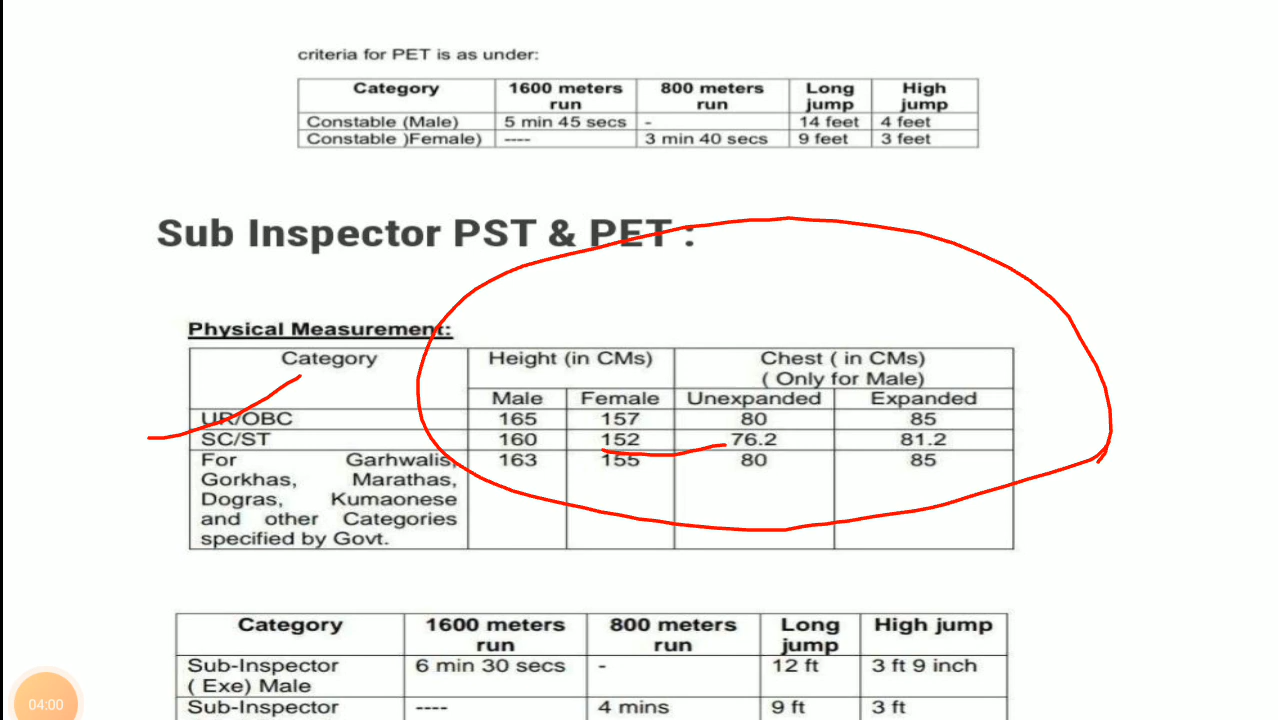 criteria for PET is as under:
Category 1600 meters run 800 meters run Long jump High jump
Constable (Male) 5 min 45 secs - 14 feet 4 feet
Constable )Female) ---- 3 min 40 secs 9 feet 3 feet
Sub Inspector PST & PET :
Physical Measurement:
Category Height (in CMs) Chest ( in CMs)
( Only for Male)
Male Female Unexpanded Expanded
UR/OBC 165 157 80 85
SC/ST 160 152 76.2 81.2
For Garhwalis, 163 155 80 85
Gorkhas, Marathas,
Dogras, Kumaonese
and other Categories
specified by Govt.
Category 1600 meters run 800 meters run Long jump High jump
Sub-Inspector 6 min 30 secs - 12 ft 3 ft 9 inch
( Exe) Male
Sub-Inspector ---- 4 mins 9 ft 3 ft
04:00